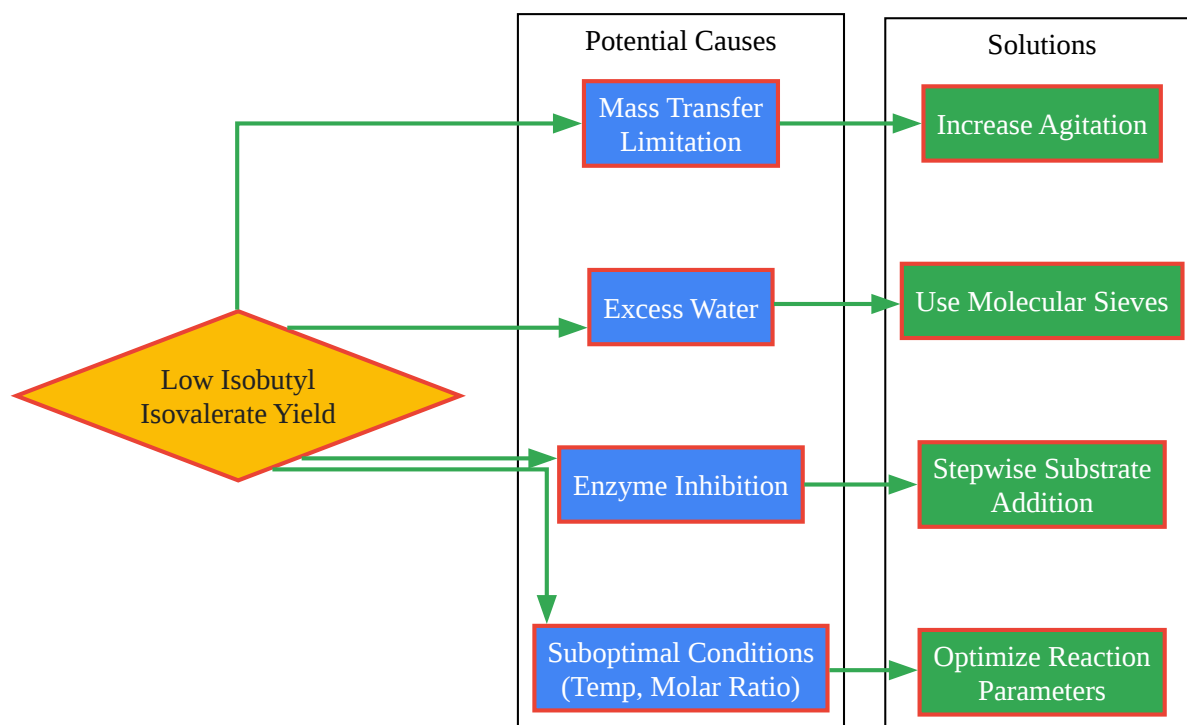 Potential Causes
Solutions
Mass Transfer
Limitation
Increase Agitation
Excess Water
Use Molecular Sieves
Low Isobutyl
Isovalerate Yield
Enzyme Inhibition
Stepwise Substrate
Addition
Suboptimal Conditions
(Temp, Molar Ratio)
Optimize Reaction
Parameters